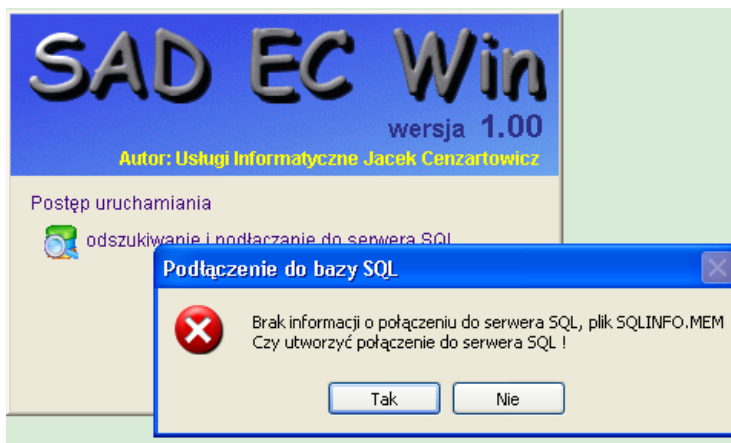 SAD EC Win
wersja 1.00
Autor: Usługi Informatyczne Jacek Cenzartowicz
Postęp uruchamiania
odszukiwanie i podłączanie do serwera SQL
Podłączenie do bazy SQL
Brak informacji o połączeniu do serwera SQL, plik SQLINFO.MEM
Czy utworzyć połączenie do serwera SQL !
Tak Nie